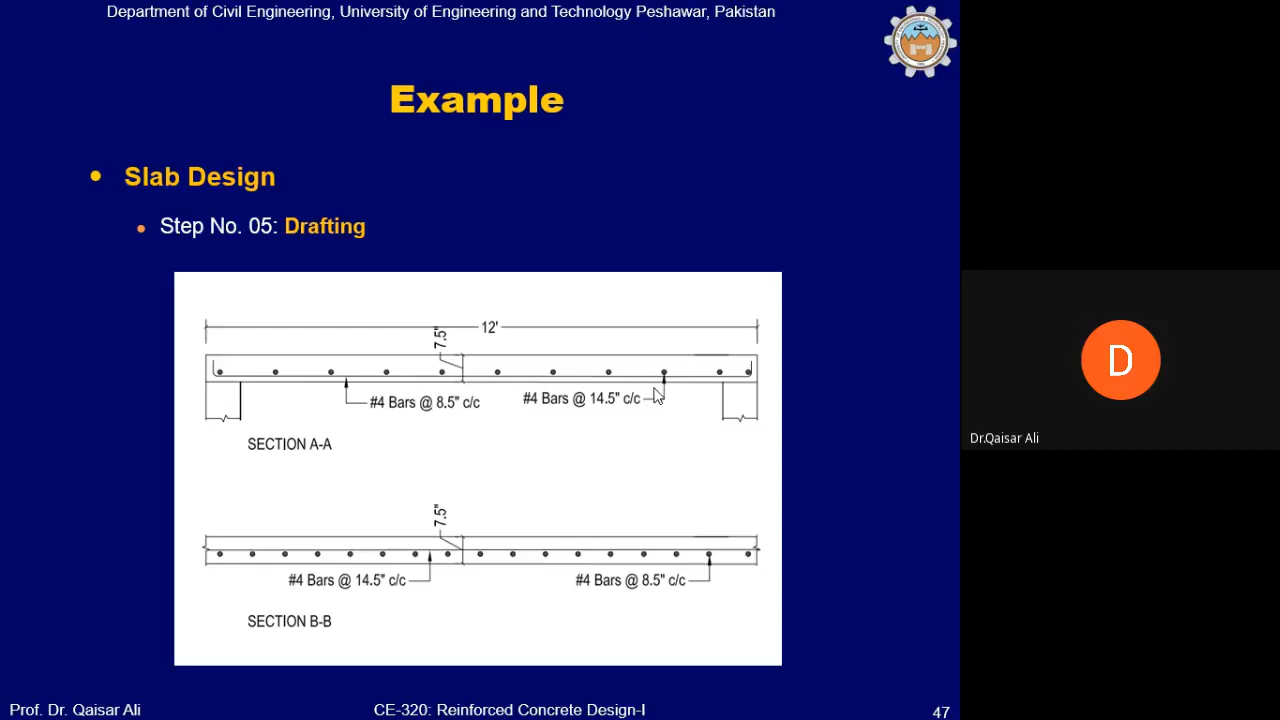 Department of Civil Engineering, University of Engineering and Technology Peshawar, Pakistan
Example
• Slab Design
• Step No. 05: Drafting
12'
7.5"
#4 Bars @ 8.5" c/c
#4 Bars @ 14.5" c/c
SECTION A-A
7.5"
#4 Bars @ 14.5" c/c
#4 Bars @ 8.5" c/c
SECTION B-B
D
Dr.Qaisar Ali
Prof. Dr. Qaisar Ali
CE-320: Reinforced Concrete Design-I
47